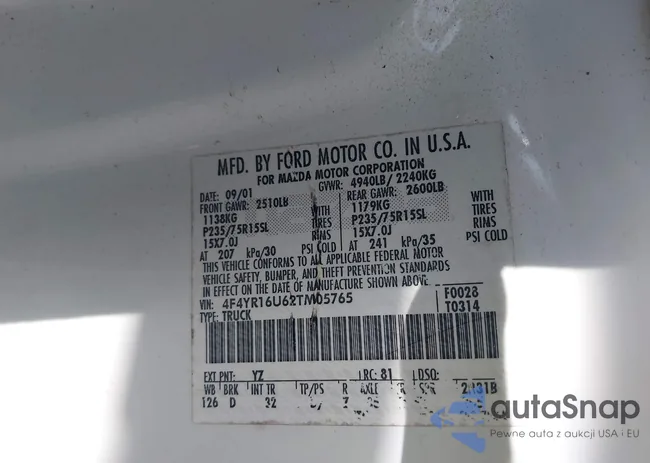 MFD. BY FORD MOTOR CO. IN U.S.A.
FOR MAZDA MOTOR CORPORATION
DATE: 09/01 GVWR: 4940LB/ 2240KG
FRONT GAWR: 2510LB REAR GAWR: 2600LB
1138KG WITH 1179KG WITH
P235/75R15SL TIRES P235/75R15SL TIRES
15X7.0J RIMS 15X7.0J RIMS
AT 207 kPa/30 PSI COLD AT 241 kPa/35 PSI COLD
THIS VEHICLE CONFORMS TO ALL APPLICABLE FEDERAL MOTOR
VEHICLE SAFETY, BUMPER, AND THEFT PREVENTION STANDARDS
IN EFFECT ON THE DATE OF MANUFACTURE SHOWN ABOVE.
VIN: 4F4YR16U62TM05765 F0028
TYPE: TRUCK T0314
EXT PNT: YZ RC: 81 DSO:
WB BRK INT TR TP/PS R AXLE
126 D 32
autaSnap
Pewne auta z aukcji USA i EU